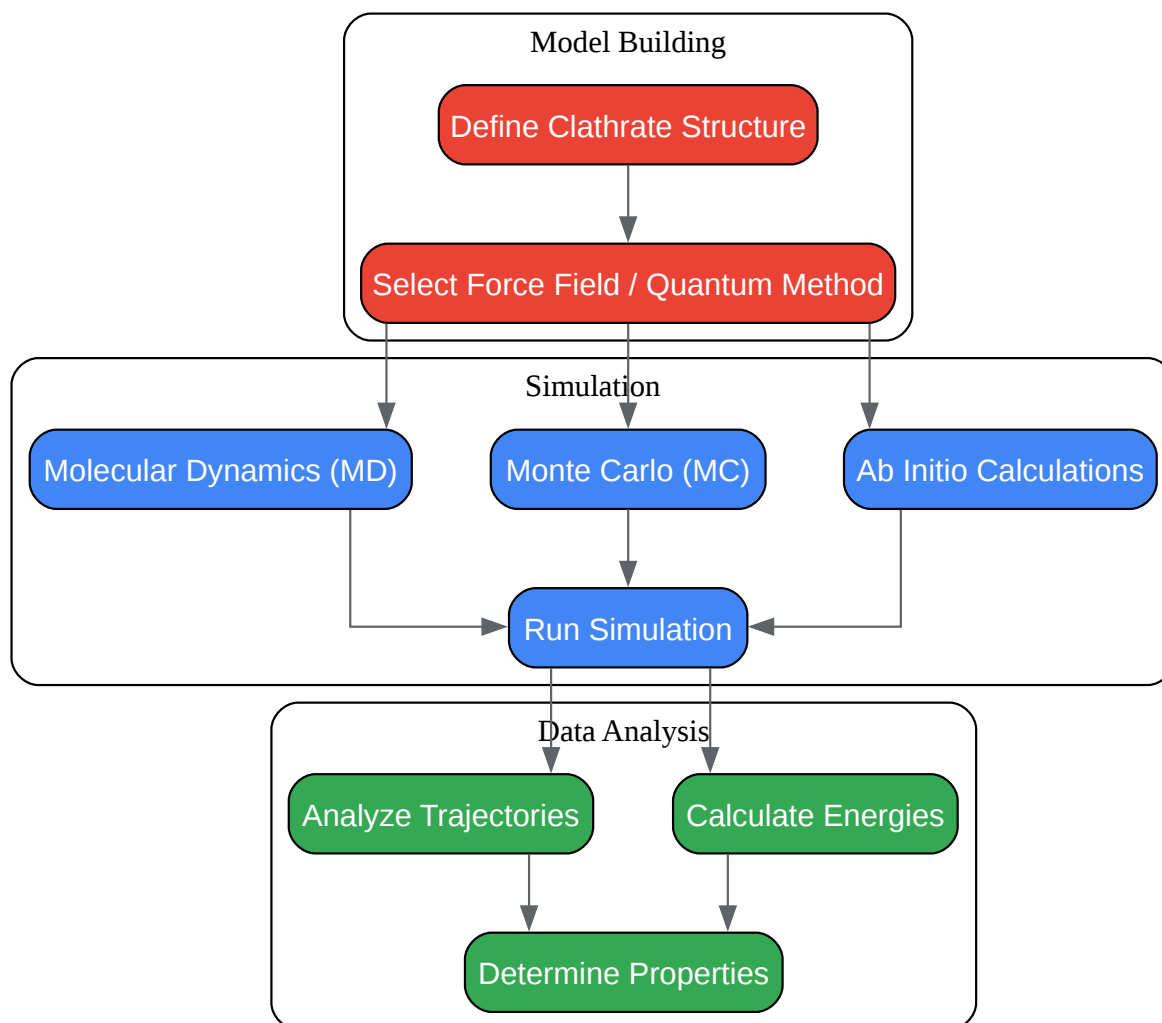 Model Building
Define Clathrate Structure
Select Force Field / Quantum Method
Simulation
Molecular Dynamics (MD)
Monte Carlo (MC)
Ab Initio Calculations
Run Simulation
Data Analysis
Analyze Trajectories
Calculate Energies
Determine Properties